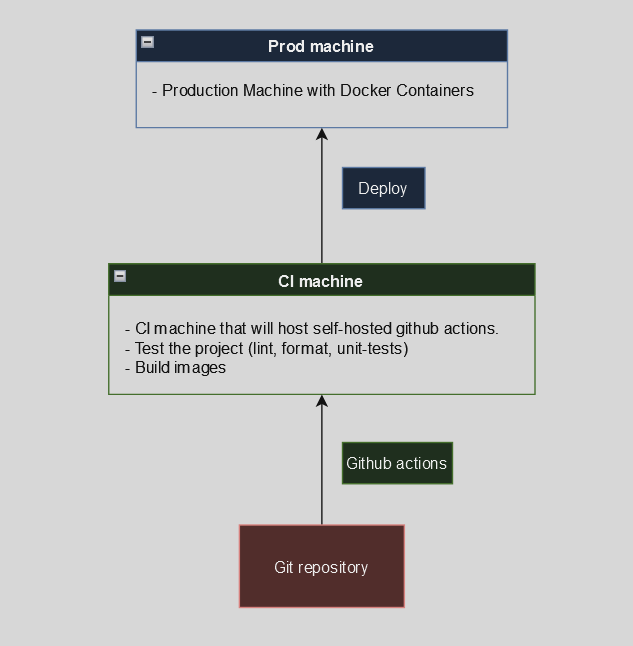 Prod machine
- Production Machine with Docker Containers
Deploy
CI machine
- CI machine that will host self-hosted github actions.
- Test the project (lint, format, unit-tests)
- Build images
Github actions
Git repository